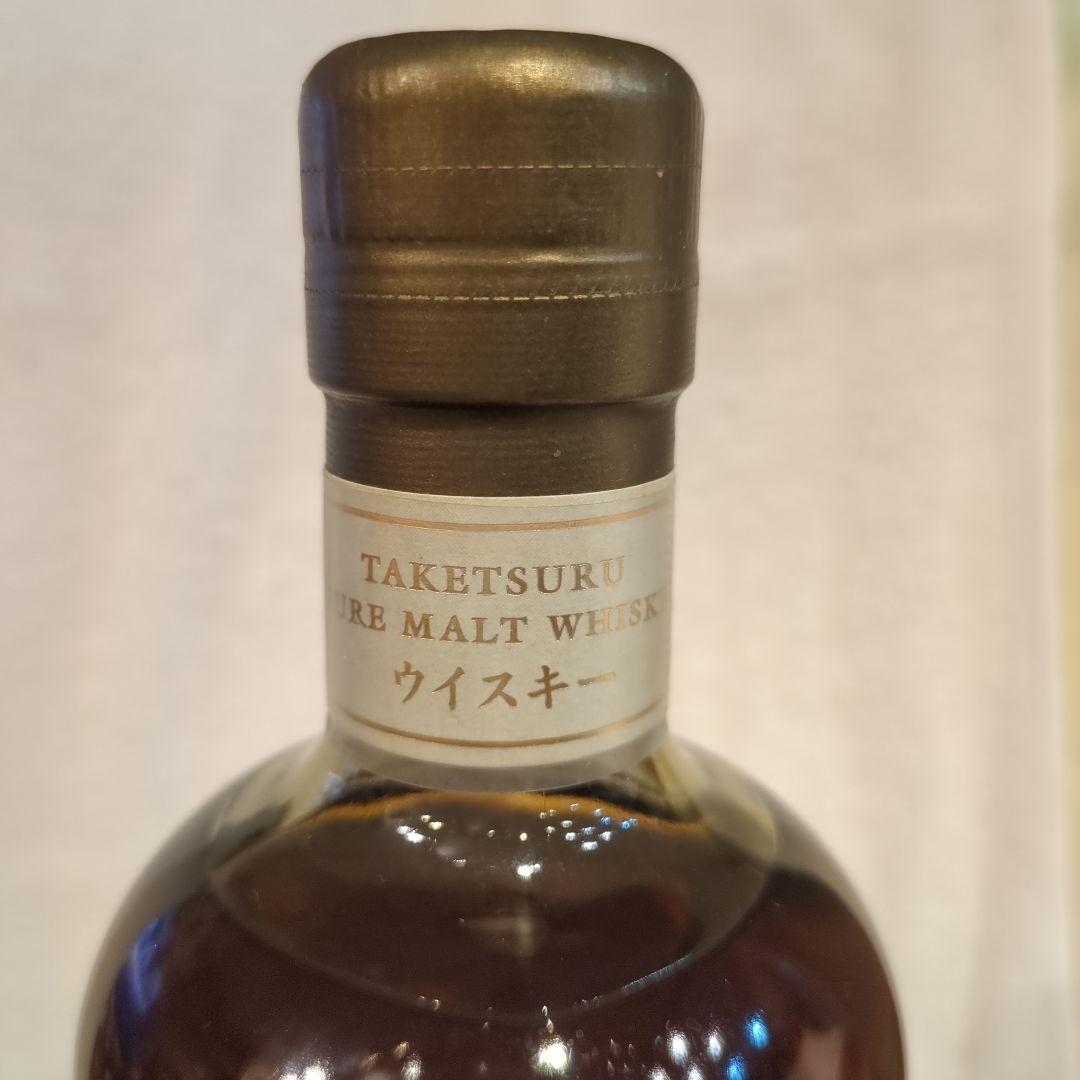 TAKETSURU
URE MALT WHISK
ウイスキー